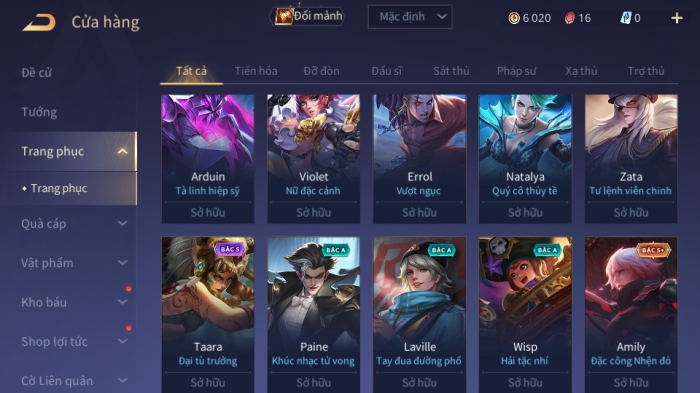 Cửa hàng
Đổi mảnh
Mặc định
6 020
16
0
Đề cử
Tướng
Trang phục
Trang phục
Quà cáp
Vật phẩm
Kho báu
Shop lợi tức
Cờ Liên quân
Tất cả Tiến hóa Đỡ đòn Đấu sĩ Sát thủ Pháp sư Xạ thủ Trợ thủ
Arduin Violet Errol Natalya Zata
Tà linh hiệp sỹ Nữ đặc cảnh Vượt ngục Quý cô thủy tề Tư lệnh viễn chinh
Sở hữu Sở hữu Sở hữu Sở hữu Sở hữu
BẬC S BẬC A BẬC A BẬC A BẬC S+
Taara Paine Laville Wisp Amily
Đại tù trưởng Khúc nhạc tử vong Tay đua đường phố Hải tặc nhí Đặc công Nhện đỏ
Sở hữu Sở hữu Sở hữu Sở hữu Sở hữu